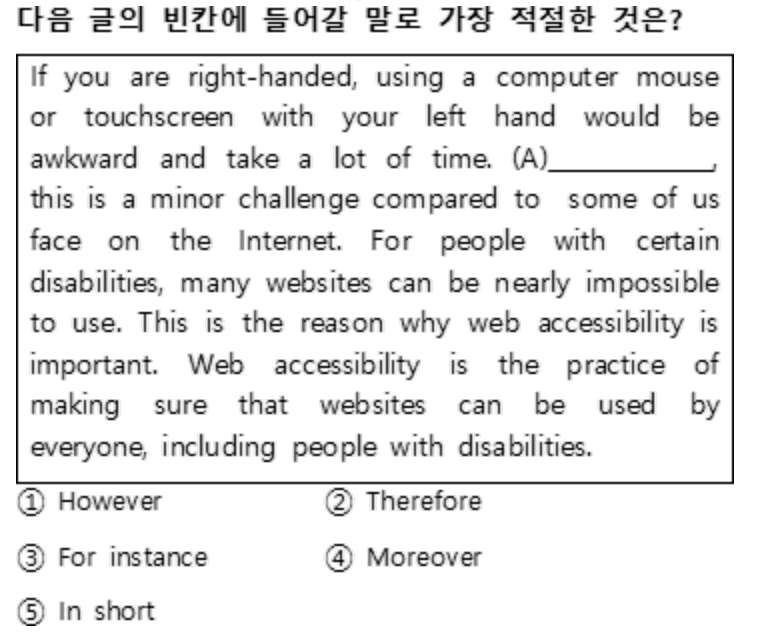 다음 글의 빈칸에 들어갈 말로 가장 적절한 것은?
If you are right-handed, using a computer mouse
or touchscreen with your left hand would be
awkward and take a lot of time. (A)____________,
this is a minor challenge compared to some of us
face on the Internet. For people with certain
disabilities, many websites can be nearly impossible
to use. This is the reason why web accessibility is
important. Web accessibility is the practice of
making sure that websites can be used by
everyone, including people with disabilities.
① However ② Therefore
③ For instance ④ Moreover
⑤ In short